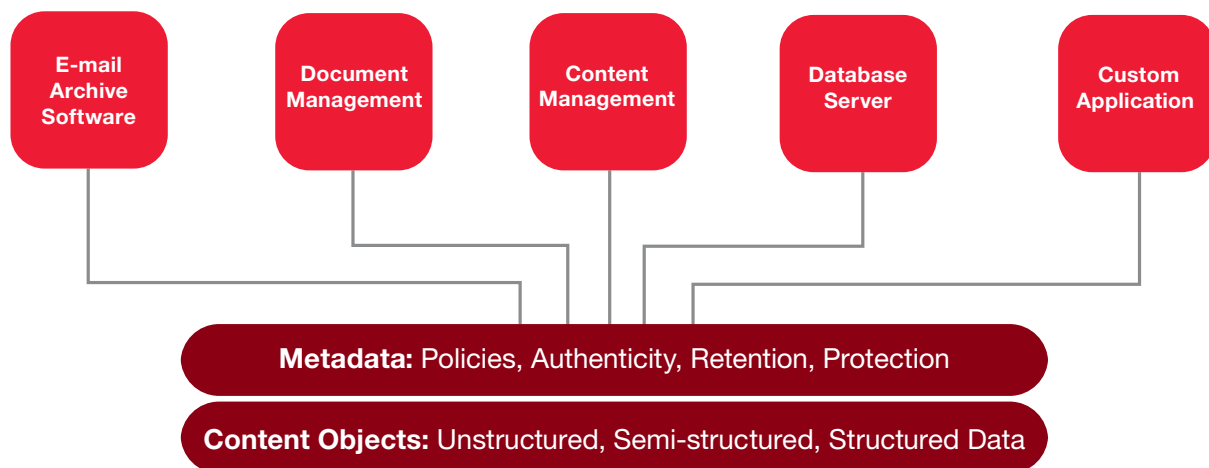 E-mail
Archive
Software
Document
Management
Content
Management
Database
Server
Custom
Application
Metadata: Policies, Authenticity, Retention, Protection
Content Objects: Unstructured, Semi-structured, Structured Data